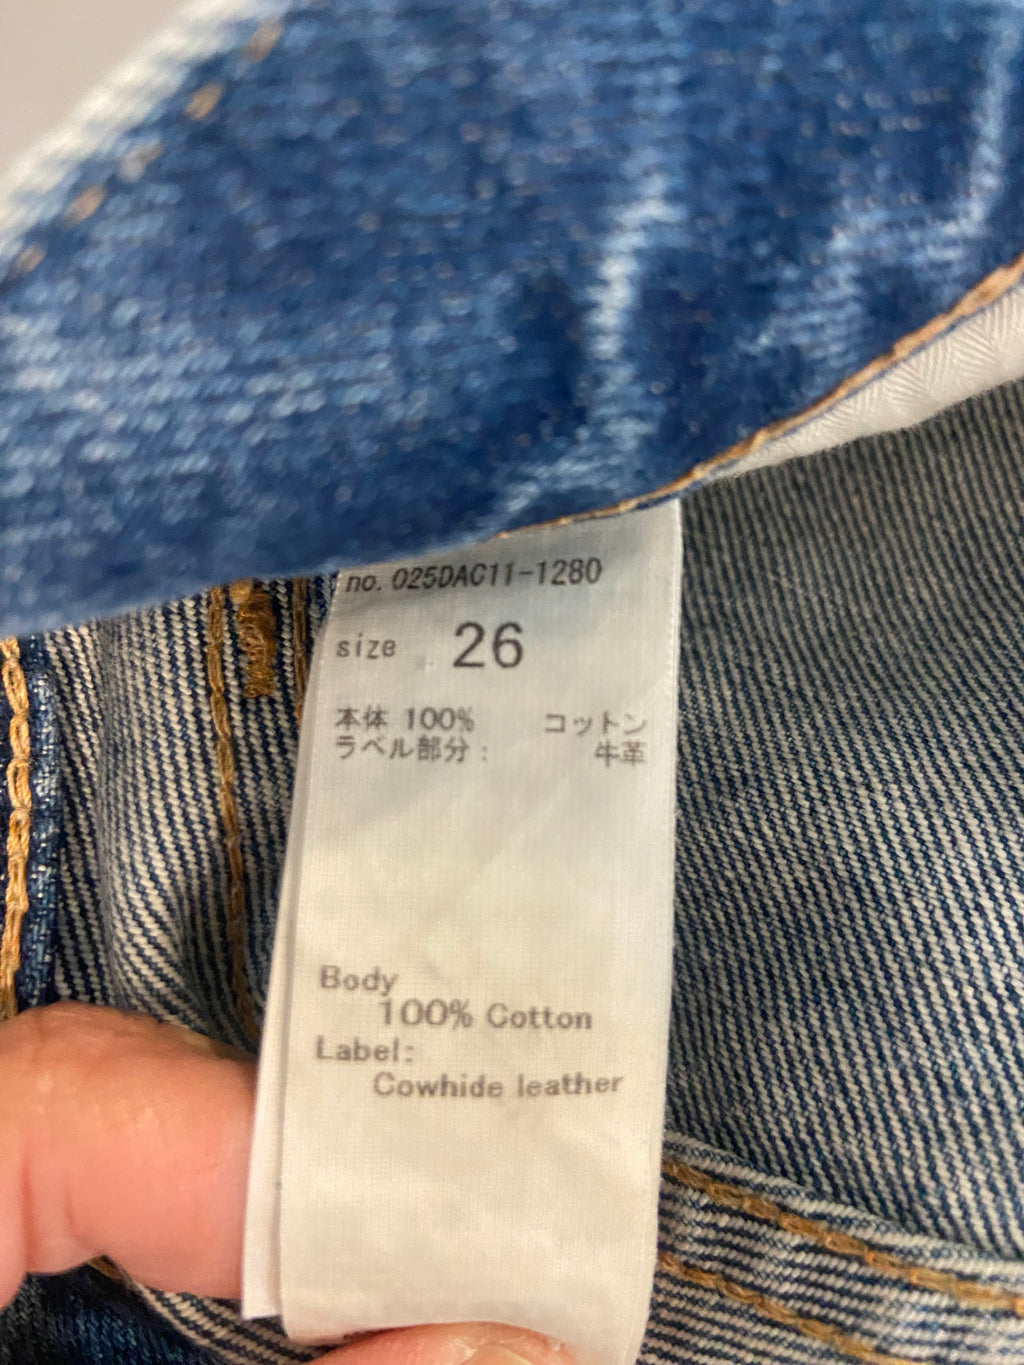 no. 025DAC11-1280
size 26
本体 100% コットン
ラベル部分： 牛革
Body
100% Cotton
Label:
Cowhide leather